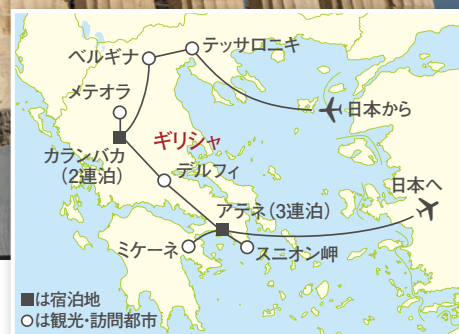 テッサロニキ
ベルギナ
メテオラ
日本から
ギリシャ
カランバカ
（2連泊）
デルフィ
日本へ
アテネ（3連泊）
ミケーネ
スニオン岬
■は宿泊地
○は観光・訪問都市